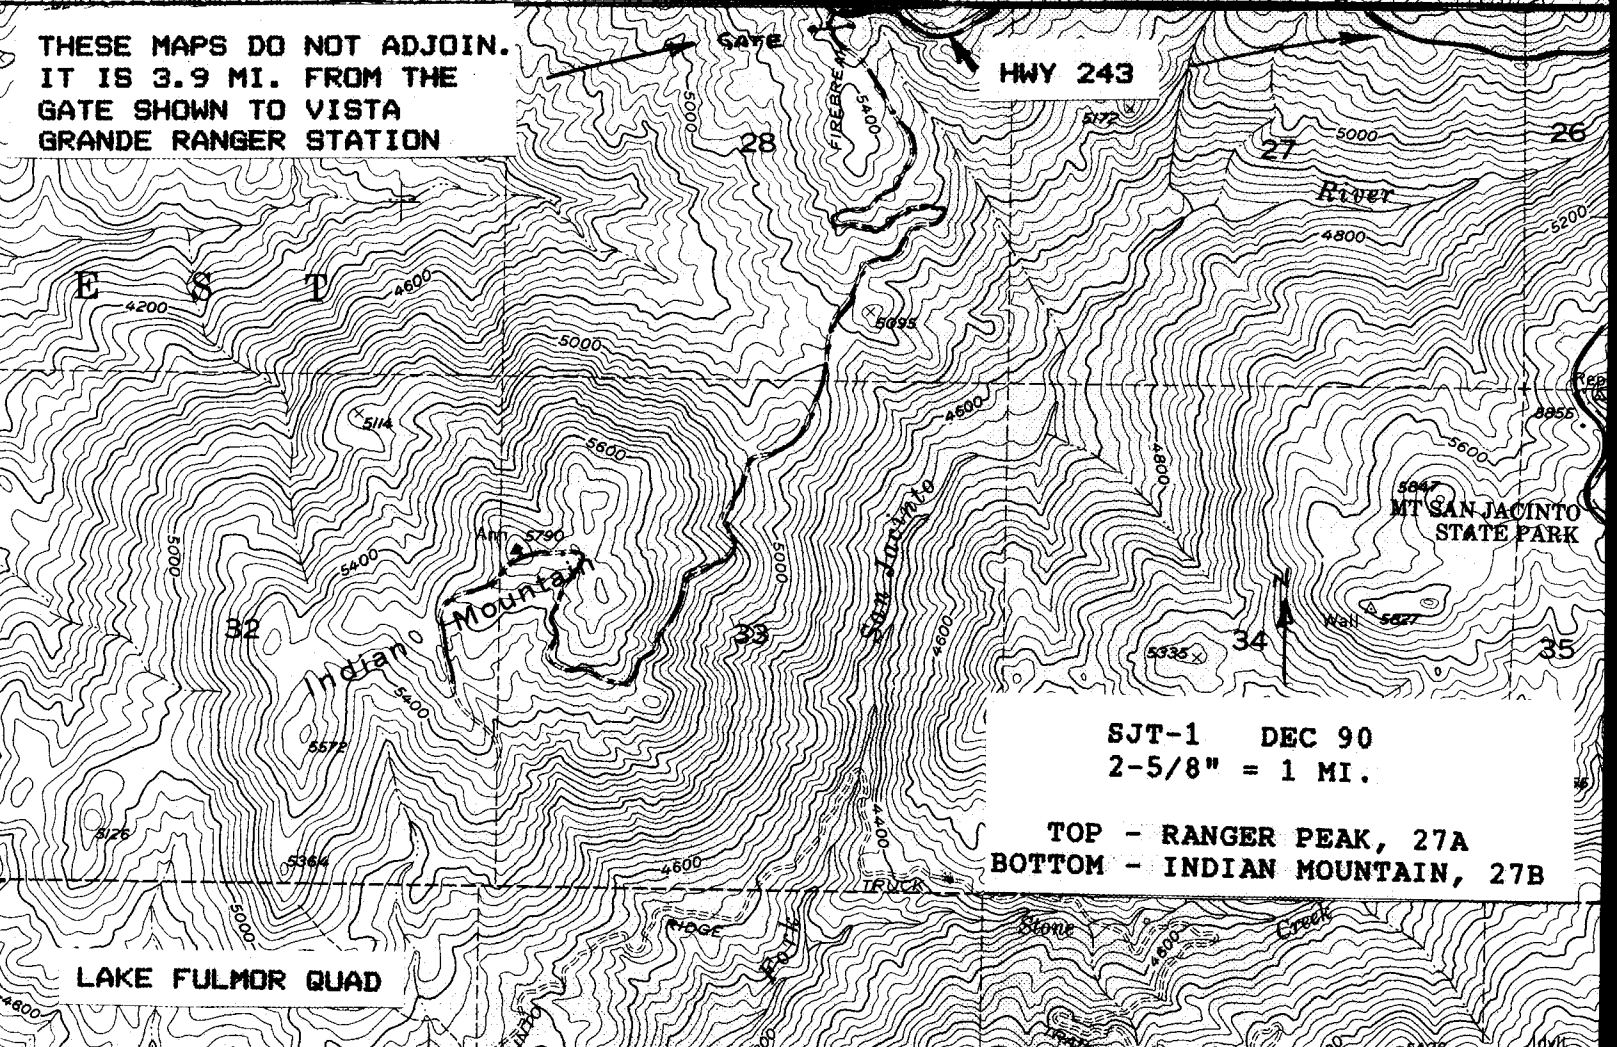 THESE MAPS DO NOT ADJOIN.
IT IS 3.9 MI. FROM THE
GATE SHOWN TO VISTA
GRANDE RANGER STATION
GATE
HWY 243
FIREBREAK
5400
5000
5172
28
27
5000
26
River
5200
4800
E S T
4600
4200
5095
5000
5114
4600
8855
5600
5600
4800
5847
MT SAN JACINTO
STATE PARK
San Jacinto
Ann 5790
5000
5400
5000
Mountain
N
Wall 5627
32
33
4600
34
35
5335
Indian
5400
5572
SJT-1 DEC 90
2-5/8" = 1 MI.
TOP - RANGER PEAK, 27A
BOTTOM - INDIAN MOUNTAIN, 27B
5126
4400
5364
4600
TRUCK
5000
RIDGE
Fork
Stone Creek
4600
LAKE FULMOR QUAD
4600